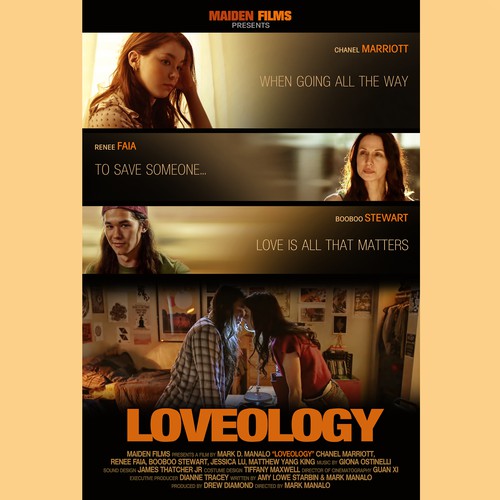 MAIDEN FILMS
PRESENTS
CHANEL MARRIOTT
WHEN GOING ALL THE WAY
RENEE FAIA
TO SAVE SOMEONE...
BOOBOO STEWART
LOVE IS ALL THAT MATTERS
LOVEOLOGY
MAIDEN FILMS PRESENTS A FILM BY MARK D. MANALO "LOVEOLOGY" CHANEL MARRIOTT,
RENEE FAIA, BOOBOO STEWART, JESSICA LU, MATTHEW YANG KING MUSIC BY GIONA OSTINELLI
SOUND DESIGN JAMES THATCHER JR COSTUME DESIGN TIFFANY MAXWELL DIRECTOR OF CINEMATOGRAPHY GUAN XI
EXECUTIVE PRODUCER DIANNE TRACEY WRITTEN BY AMY LOWE STARBIN & MARK MANALO
PRODUCED BY DREW DIAMOND DIRECTED BY MARK MANALO